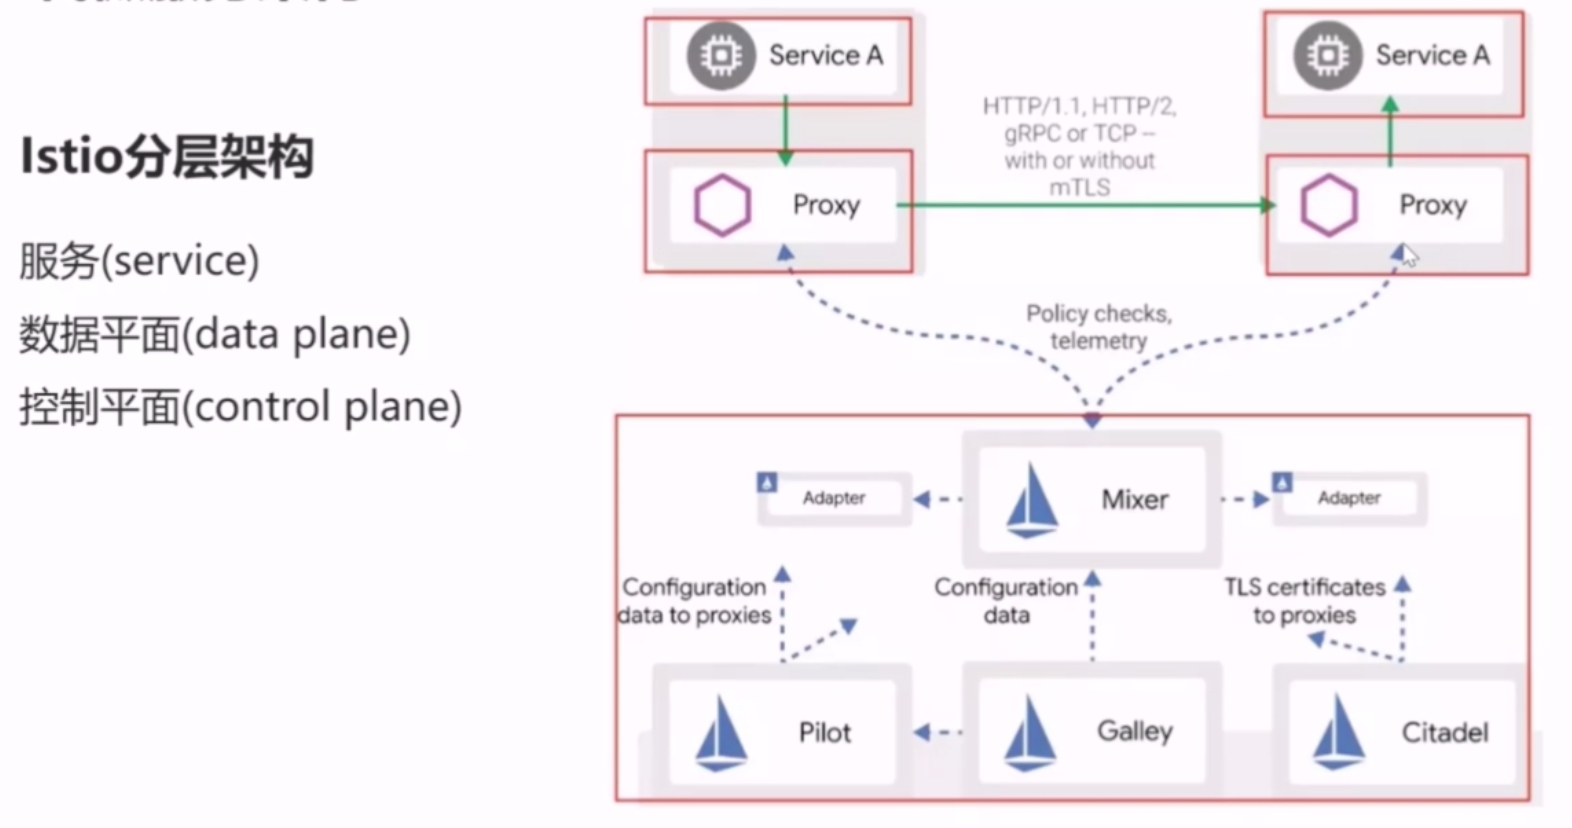 Istio分层架构
服务(service)
数据平面(data plane)
控制平面(control plane)
Service A
Service A
HTTP/1.1, HTTP/2,
gRPC or TCP --
with or without
mTLS
Proxy
Proxy
Policy checks,
telemetry
Adapter
Mixer
Adapter
Configuration
data to proxies
Configuration
data
TLS certificates
to proxies
Pilot
Galley
Citadel